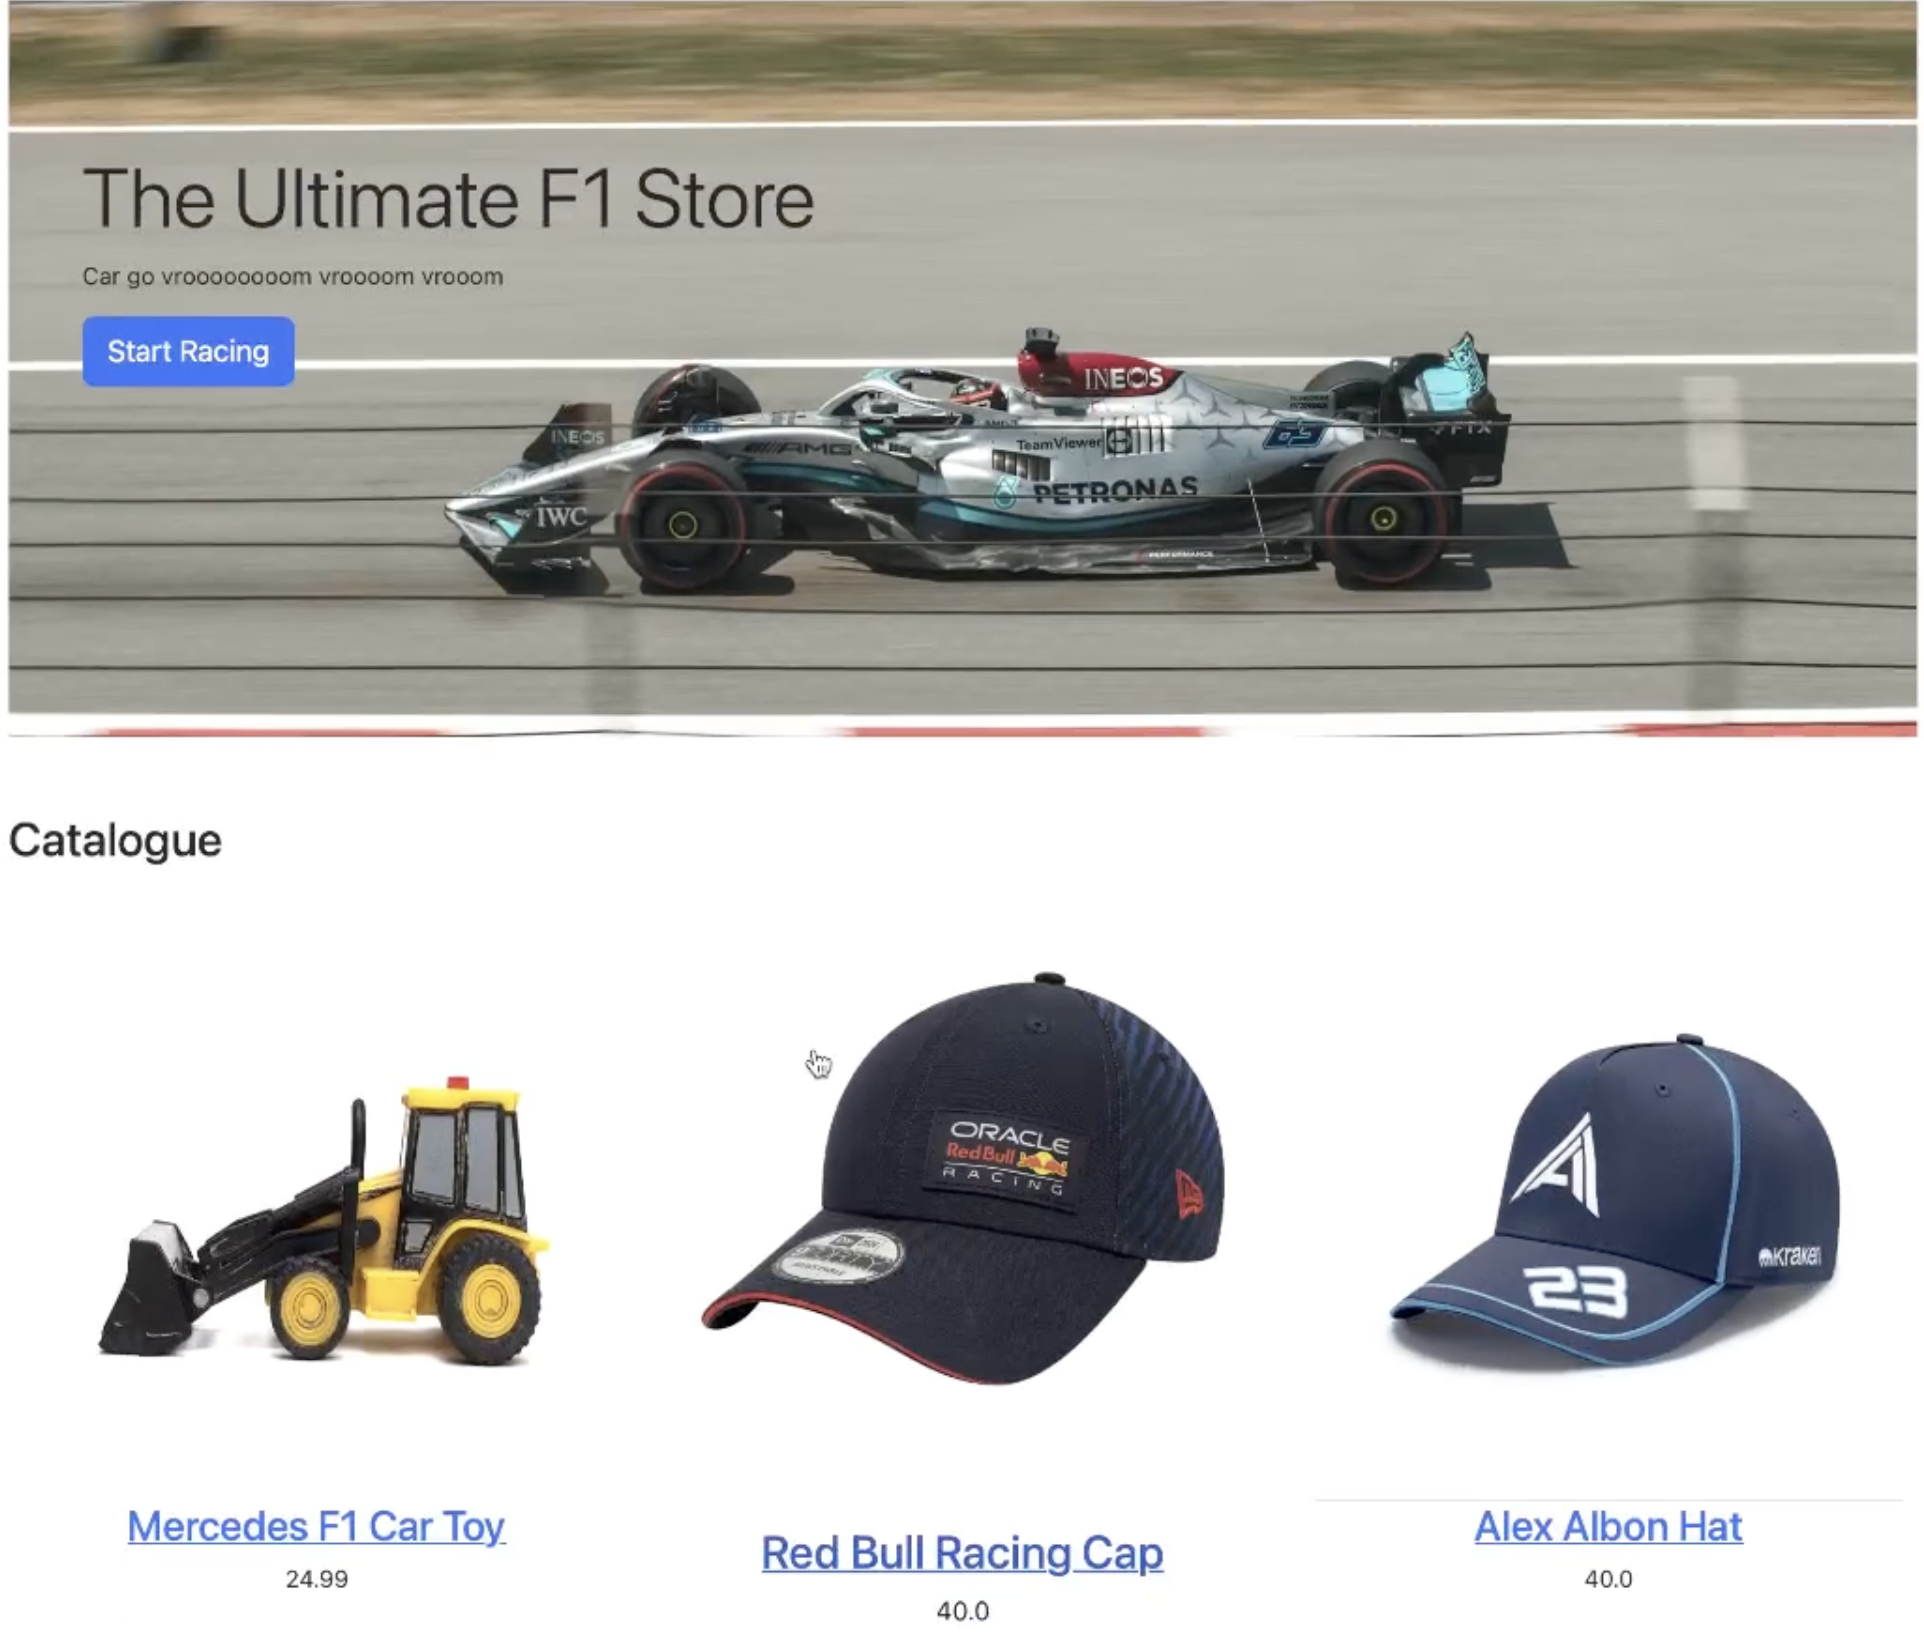 The Ultimate F1 Store
Car go vrooooooooom vroooom vrooom
Start Racing
INEOS
INEOS
TeamViewer
AMG
63
PETRONAS
IWC
PERFORMANCE
Catalogue
ORACLE
Red Bull
RACING
kraken
23
Mercedes F1 Car Toy
24.99
Red Bull Racing Cap
40.0
Alex Albon Hat
40.0